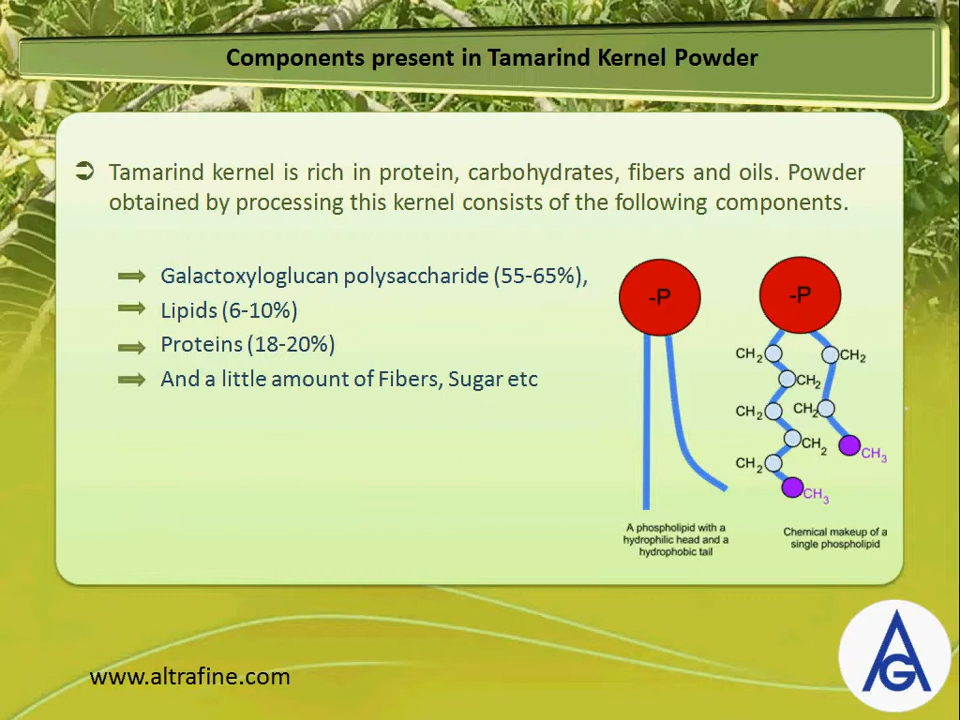 Components present in Tamarind Kernel Powder
Tamarind kernel is rich in protein, carbohydrates, fibers and oils. Powder
obtained by processing this kernel consists of the following components.
Galactoxyloglucan polysaccharide (55-65%),
Lipids (6-10%)
Proteins (18-20%)
And a little amount of Fibers, Sugar etc
-P
-P
CH2
CH2
CH2
CH2
CH2
CH2
CH3
CH2
CH3
A phospholipid with a
hydrophilic head and a
hydrophobic tail
Chemical makeup of a
single phospholipid
www.altrafine.com
AG